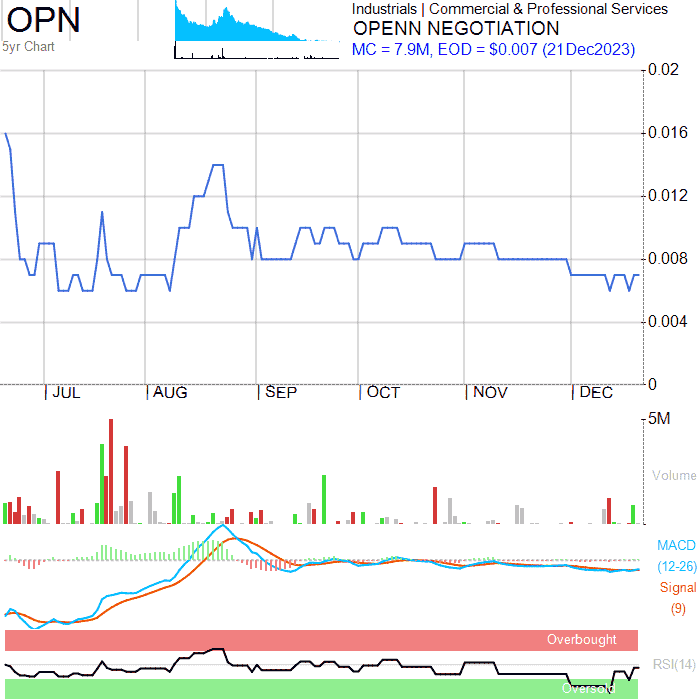 OPN
5yr Chart
Industrials | Commercial & Professional Services
OPENN NEGOTIATION
MC = 7.9M, EOD = $0.007 (21Dec2023)
0.02
0.016
0.012
0.008
0.004
0
JUL
AUG
SEP
OCT
NOV
DEC
5M
Volume
MACD
(12-26)
Signal
(9)
Overbought
RSI(14)
Oversold